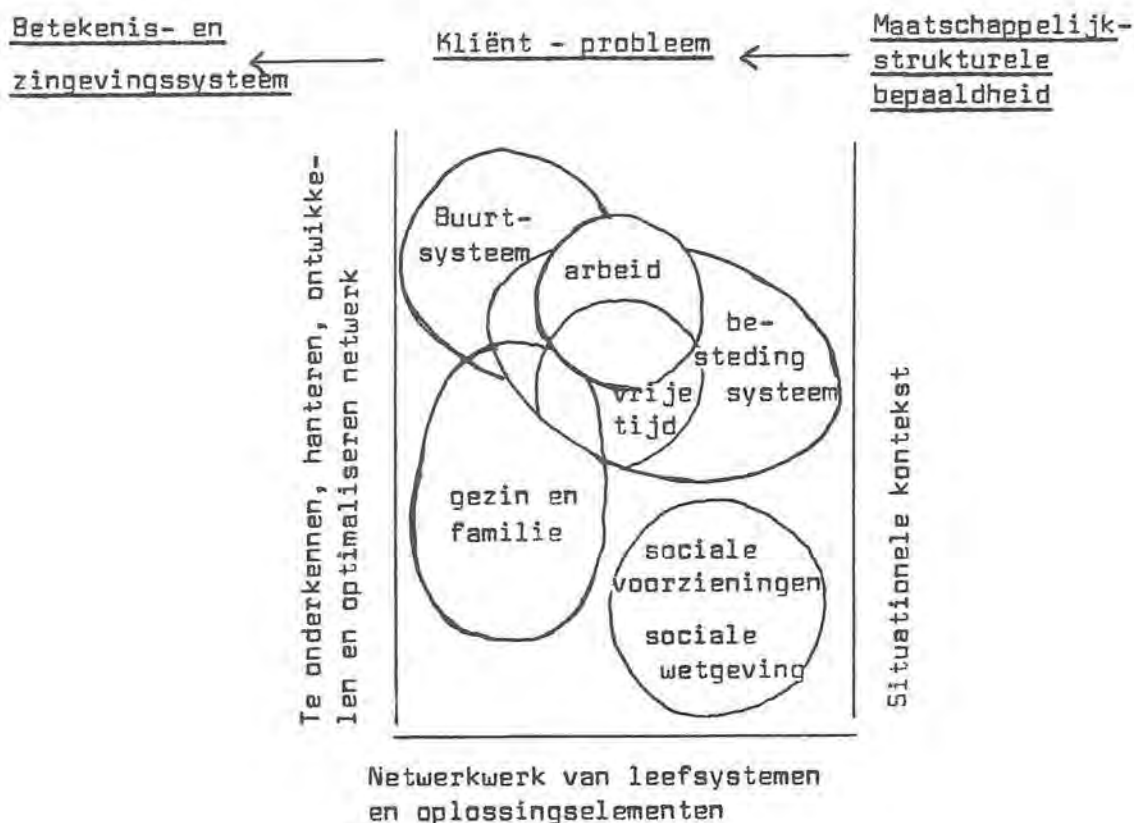 Betekenis- en
zingevingssysteem
Kliënt - probleem
Maatschappelijk-
strukturele
bepaaldheid
Te onderkennen, hanteren, ontwikke-
len en optimaliseren netwerk
Buurt-
systeem
arbeid
be-
steding
systeem
vrije
tijd
gezin en
familie
sociale
voorzieningen
sociale
wetgeving
Situationele kontekst
Netwerkwerk van leefsystemen
en oplossingselementen